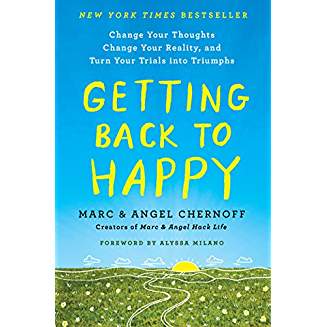 NEW YORK TIMES BESTSELLER
Change Your Thoughts
Change Your Reality, and
Turn Your Trials into Triumphs
GETTING
BACK TO
HAPPY
MARC & ANGEL CHERNOFF
Creators of Marc & Angel Hack Life
FOREWORD BY ALYSSA MILANO